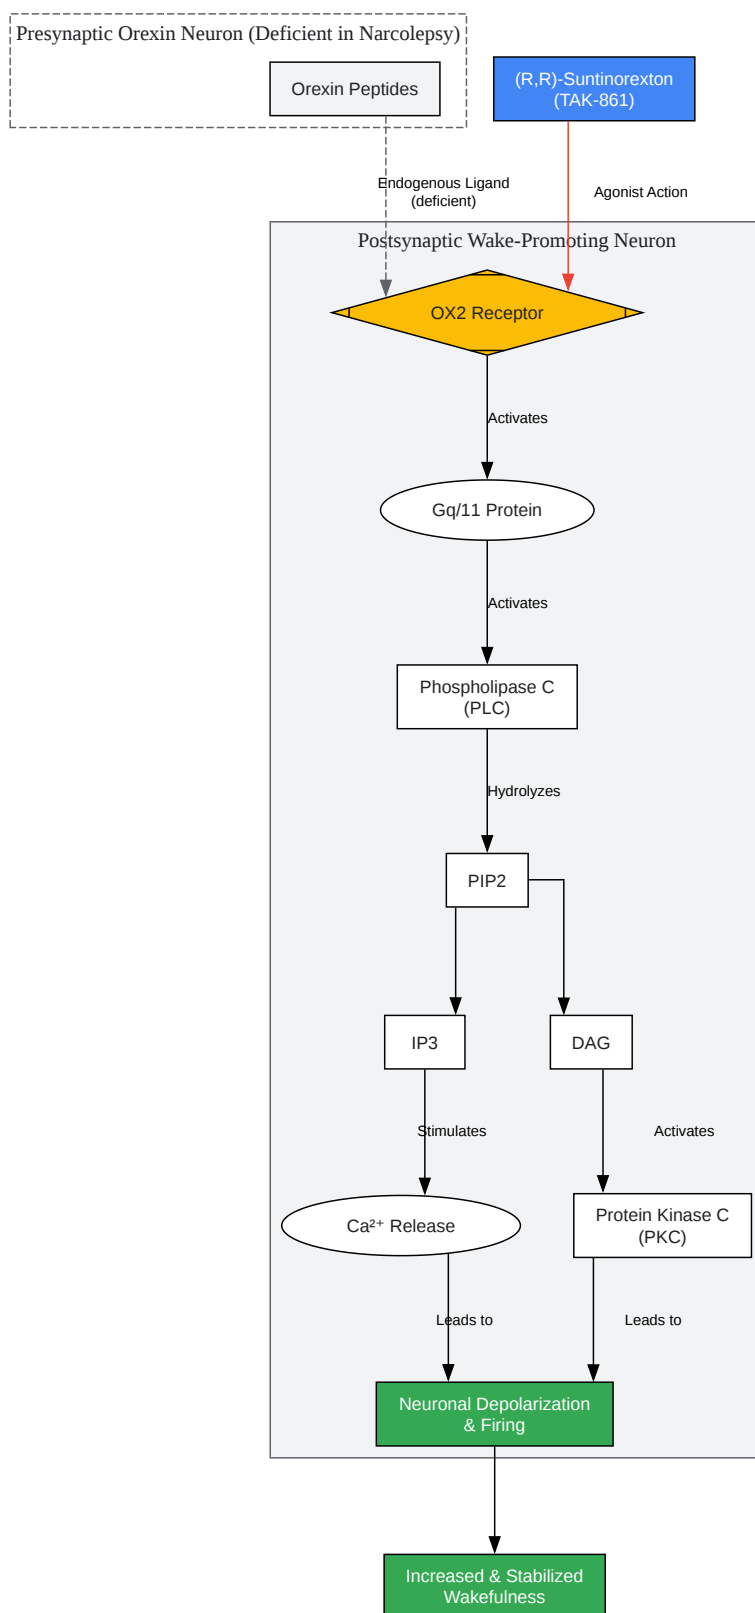 Presynaptic Orexin Neuron (Deficient in Narcolepsy)
Orexin Peptides
(R,R)-Suntinorexton
(TAK-861)
Endogenous Ligand
(deficient)
Agonist Action
Postsynaptic Wake-Promoting Neuron
OX2 Receptor
Activates
Gq/11 Protein
Activates
Phospholipase C
(PLC)
Hydrolyzes
PIP2
IP3
DAG
Stimulates
Activates
Ca²⁺ Release
Protein Kinase C
(PKC)
Leads to
Leads to
Neuronal Depolarization
& Firing
Increased & Stabilized
Wakefulness